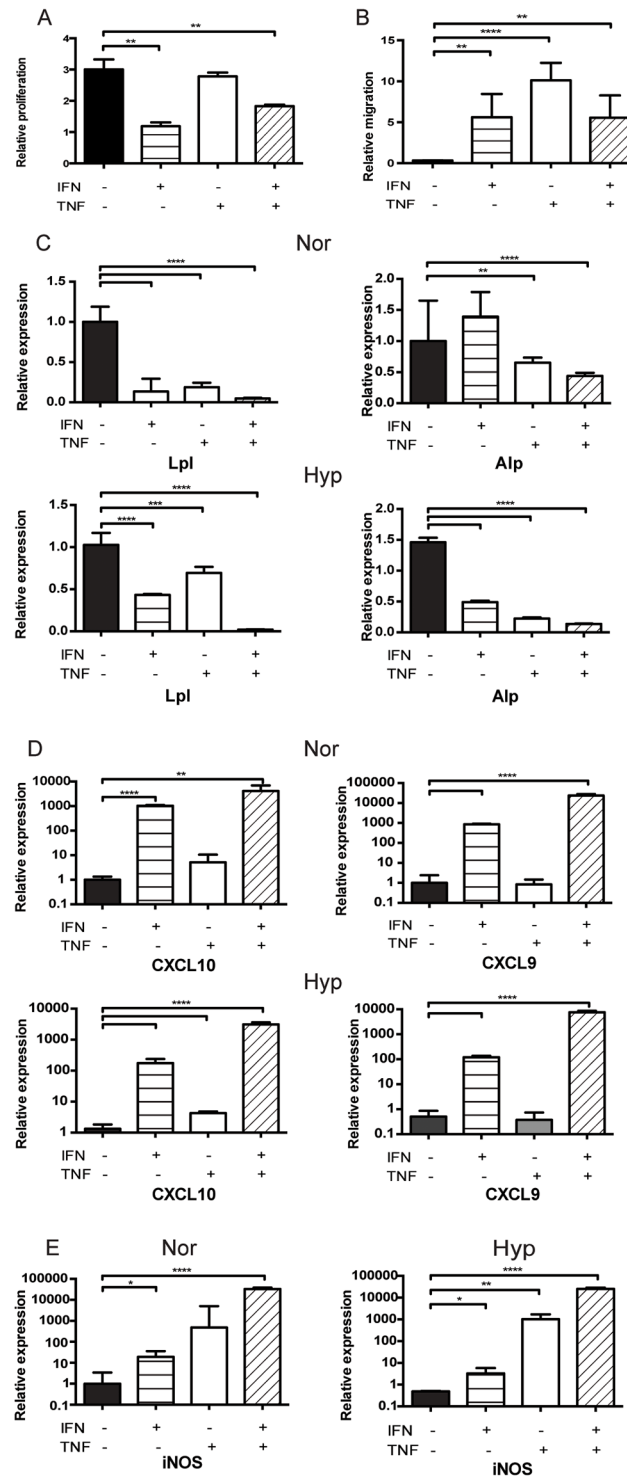 A
Relative proliferation
4
3
2
1
0
**
**
IFN - + - +
TNF - - + +
B
Relative migration
15
10
5
0
**
****
**
IFN - + - +
TNF - - + +
C
Nor
Relative expression
1.5
1.0
0.5
0.0
****
IFN - + - +
TNF - - + +
Lpl
Relative expression
2.0
1.5
1.0
0.5
0.0
****
**
IFN - + - +
TNF - - + +
Alp
Hyp
Relative expression
1.5
1.0
0.5
0.0
****
***
****
IFN - + - +
TNF - - + +
Lpl
Relative expression
2.0
1.5
1.0
0.5
0.0
****
IFN - + - +
TNF - - + +
Alp
D
Nor
Relative expression
10000
1000
100
10
1
0.1
**
****
IFN - + - +
TNF - - + +
CXCL10
Relative expression
100000
10000
1000
100
10
1
0.1
****
IFN - + - +
TNF - - + +
CXCL9
Hyp
Relative expression
10000
1000
100
10
1
****
IFN - + - +
TNF - - + +
CXCL10
Relative expression
10000
1000
100
10
1
0.1
****
IFN - + - +
TNF - - + +
CXCL9
E
Nor
Relative expression
100000
10000
1000
100
10
1
0.1
****
*
IFN - + - +
TNF - - + +
iNOS
Hyp
Relative expression
100000
10000
1000
100
10
1
0.1
****
**
*
IFN - + - +
TNF - - + +
iNOS